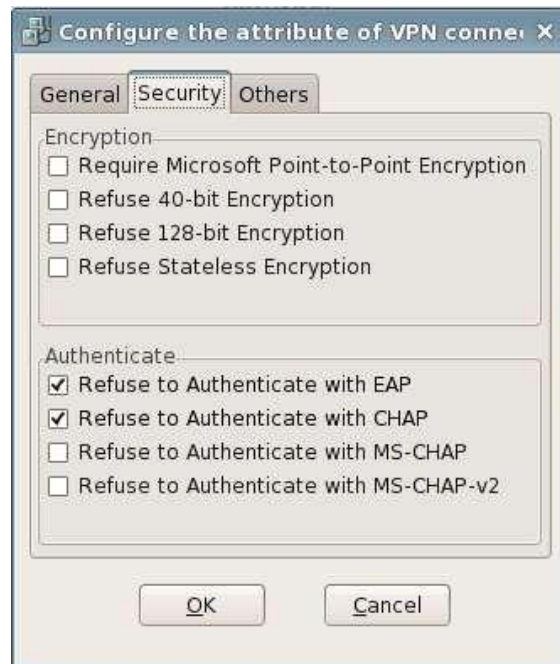 Configure the attribute of VPN connec
General Security Others
Encryption
Require Microsoft Point-to-Point Encryption
Refuse 40-bit Encryption
Refuse 128-bit Encryption
Refuse Stateless Encryption
Authenticate
Refuse to Authenticate with EAP
Refuse to Authenticate with CHAP
Refuse to Authenticate with MS-CHAP
Refuse to Authenticate with MS-CHAP-v2
OK Cancel